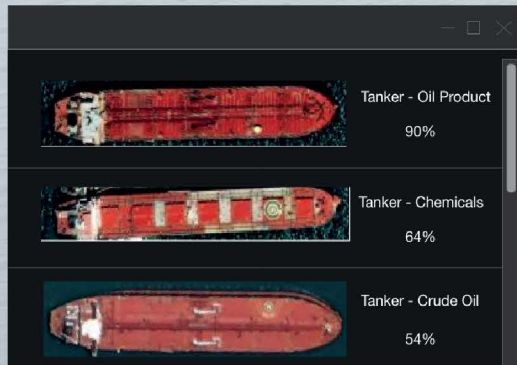 Tanker - Oil Product
90%
Tanker - Chemicals
64%
Tanker - Crude Oil
54%